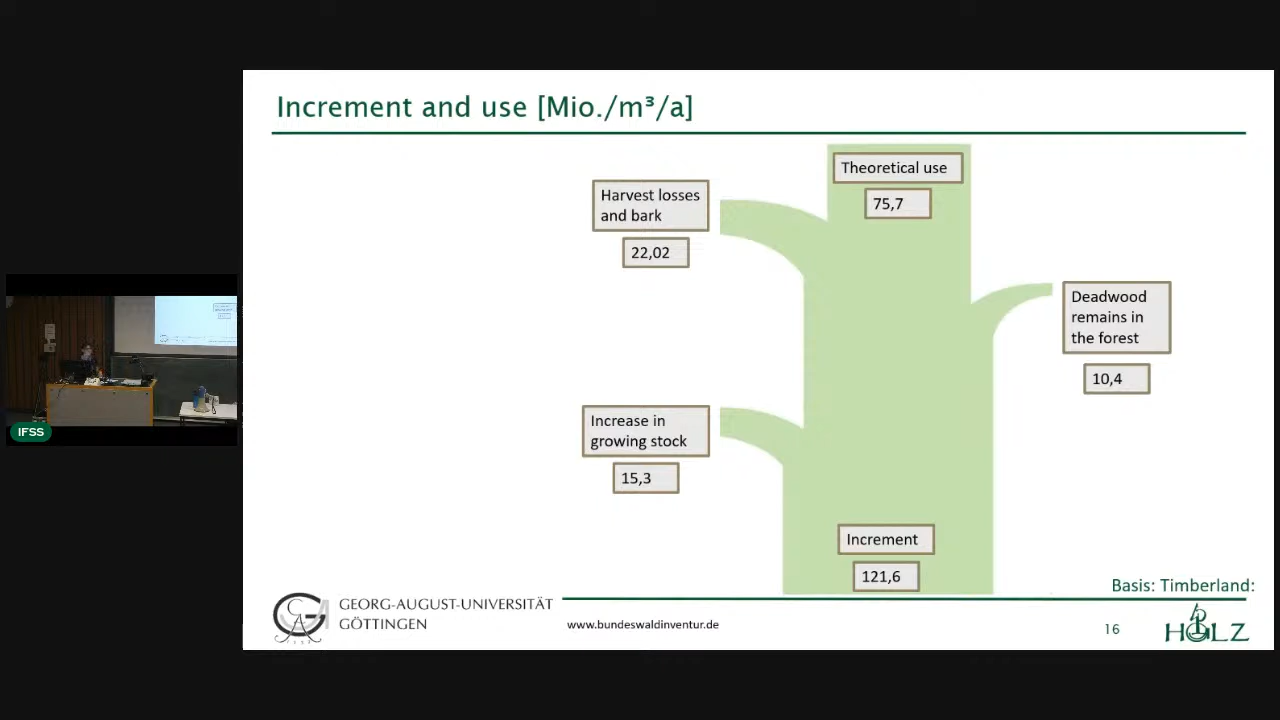 Increment and use [Mio./m³/a]
Theoretical use
75,7
Harvest losses
and bark
22,02
Deadwood
remains in
the forest
10,4
Increase in
growing stock
15,3
Increment
121,6
Basis: Timberland:
GEORG-AUGUST-UNIVERSITÄT
GÖTTINGEN
www.bundeswaldinventur.de
16
HOLZ
IFSS